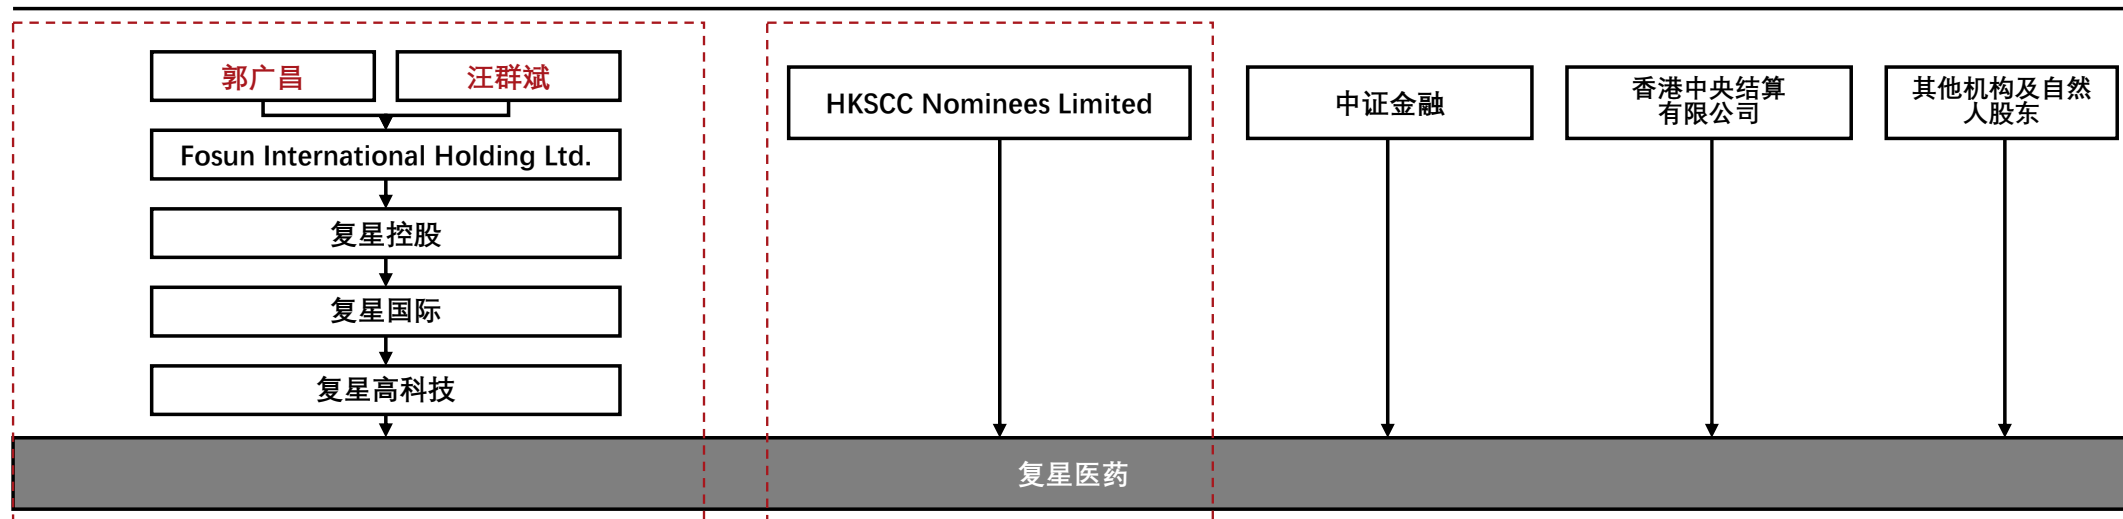 郭广昌
汪群斌
Fosun International Holding Ltd.
复星控股
复星国际
复星高科技
HKSCC Nominees Limited
中证金融
香港中央结算
有限公司
其他机构及自然
人股东
复星医药